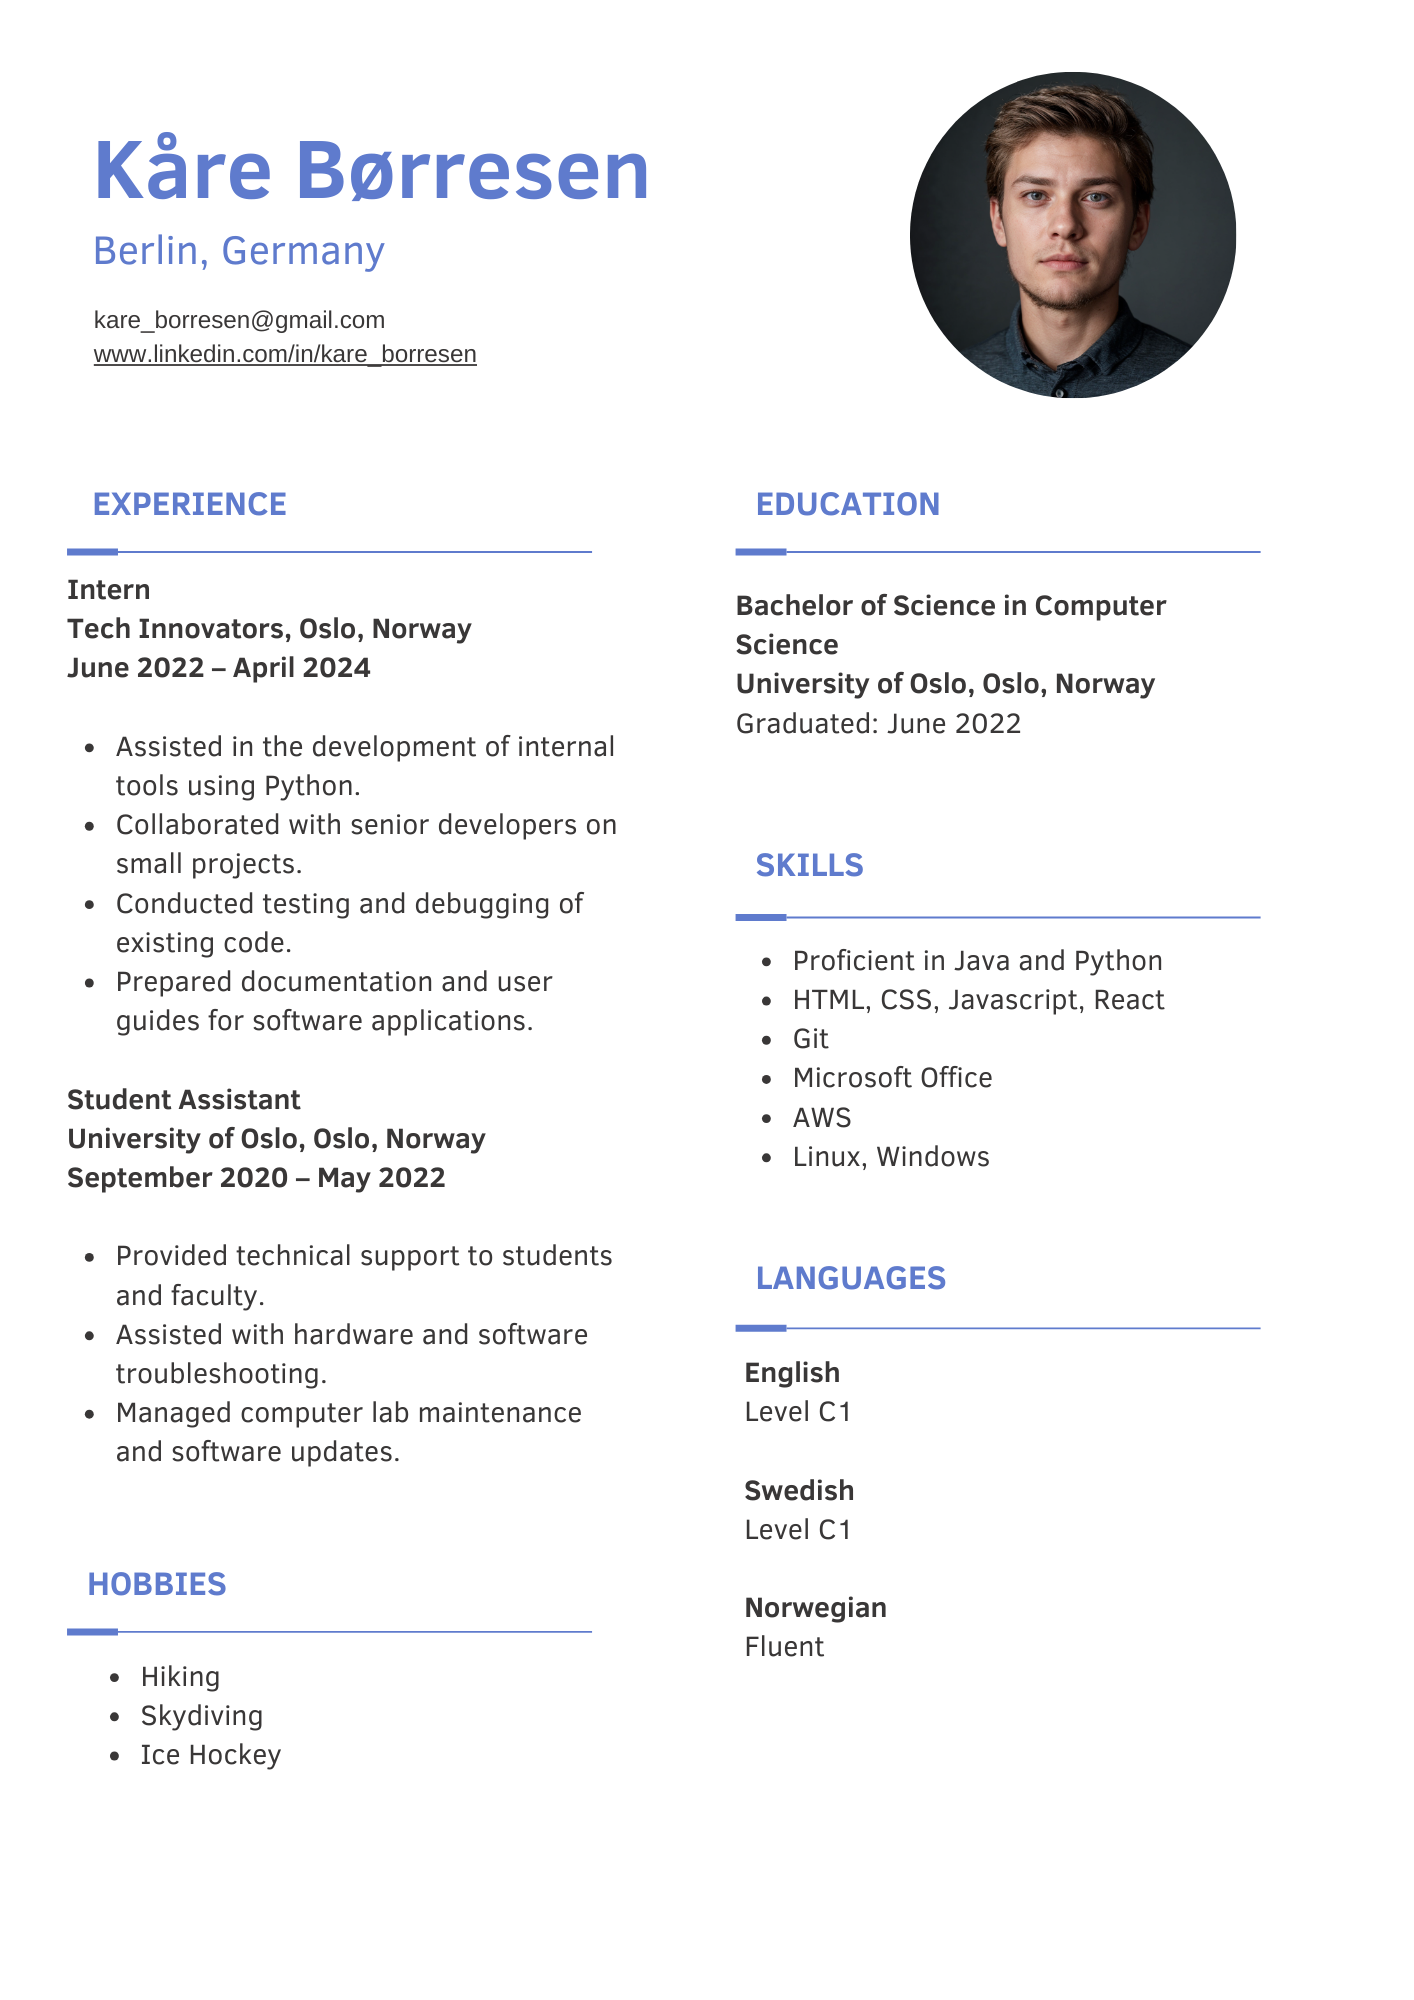 Kåre Børresen
Berlin, Germany
kare_borresen@gmail.com
www.linkedin.com/in/kare_borresen
EXPERIENCE
Intern
Tech Innovators, Oslo, Norway
June 2022 – April 2024
• Assisted in the development of internal
tools using Python.
• Collaborated with senior developers on
small projects.
• Conducted testing and debugging of
existing code.
• Prepared documentation and user
guides for software applications.
Student Assistant
University of Oslo, Oslo, Norway
September 2020 – May 2022
• Provided technical support to students
and faculty.
• Assisted with hardware and software
troubleshooting.
• Managed computer lab maintenance
and software updates.
HOBBIES
• Hiking
• Skydiving
• Ice Hockey
EDUCATION
Bachelor of Science in Computer
Science
University of Oslo, Oslo, Norway
Graduated: June 2022
SKILLS
• Proficient in Java and Python
• HTML, CSS, Javascript, React
• Git
• Microsoft Office
• AWS
• Linux, Windows
LANGUAGES
English
Level C1
Swedish
Level C1
Norwegian
Fluent